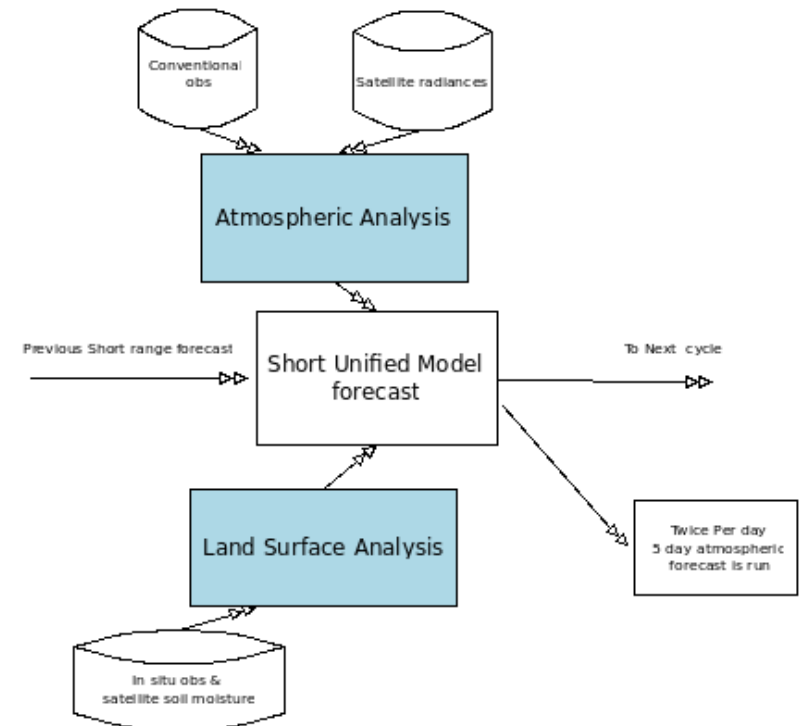 Conventional
obs
Satellite radiances
Atmospheric Analysis
Previous Short range forecast
Short Unified Model
forecast
To Next cycle
Land Surface Analysis
Twice Per day
5 day atmospheric
forecast is run
In situ obs &
satellite soil moisture